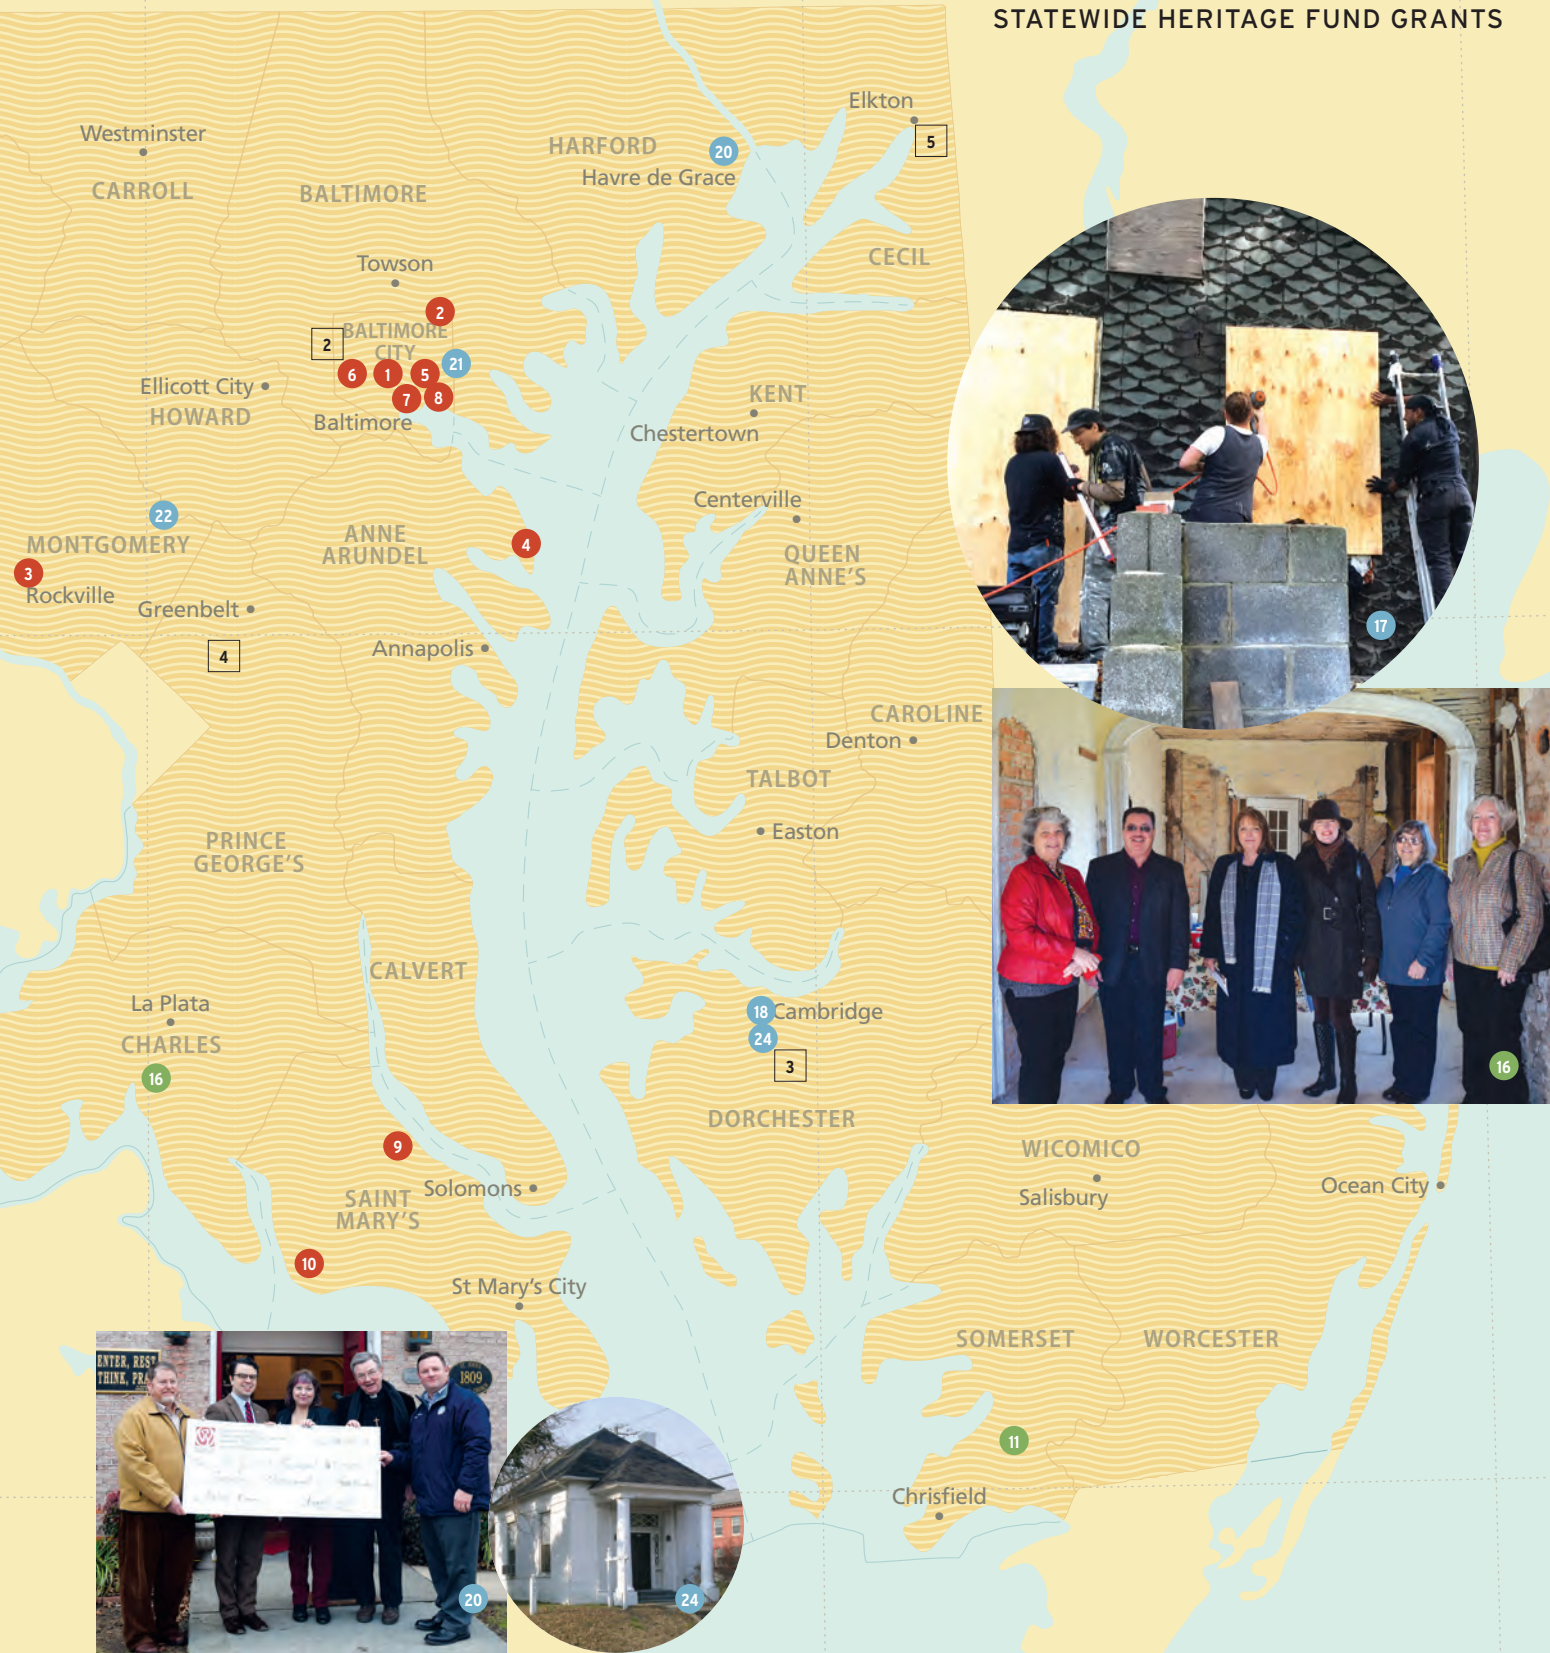 STATEWIDE HERITAGE FUND GRANTS
Elkton
5
Westminster
HARFORD
20
Havre de Grace
CARROLL
BALTIMORE
CECIL
Towson
2
BALTIMORE
CITY
2
21
6
1
5
7
8
Ellicott City
HOWARD
Baltimore
KENT
Chestertown
Centerville
22
MONTGOMERY
ANNE
ARUNDEL
4
QUEEN
ANNE'S
3
Rockville
Greenbelt
4
Annapolis
17
CAROLINE
Denton
TALBOT
Easton
PRINCE
GEORGE'S
CALVERT
La Plata
CHARLES
16
18
Cambridge
24
3
16
DORCHESTER
9
WICOMICO
Salisbury
Ocean City
Solomons
SAINT
MARY'S
10
St Mary's City
SOMERSET
WORCESTER
11
Chrisfield
ENTER, REST
THINK, PRA
1809
20
24